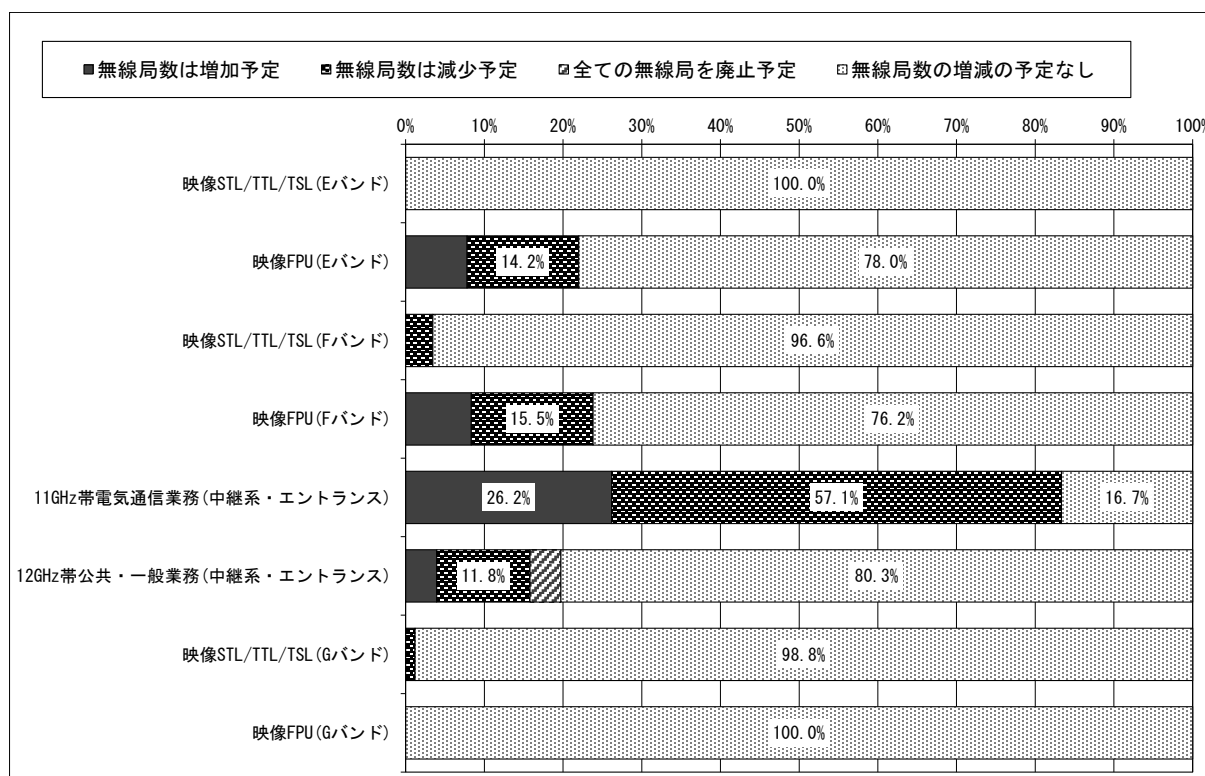 無線局数は増加予定 無線局数は減少予定 全ての無線局を廃止予定 無線局数の増減の予定なし
0% 10% 20% 30% 40% 50% 60% 70% 80% 90% 100%
映像STL/TTL/TSL(Eバンド) 100.0%
映像FPU(Eバンド) 14.2% 78.0%
映像STL/TTL/TSL(Fバンド) 96.6%
映像FPU(Fバンド) 15.5% 76.2%
11GHz帯電気通信業務(中継系・エントランス) 26.2% 57.1% 16.7%
12GHz帯公共・一般業務(中継系・エントランス) 11.8% 80.3%
映像STL/TTL/TSL(Gバンド) 98.8%
映像FPU(Gバンド) 100.0%